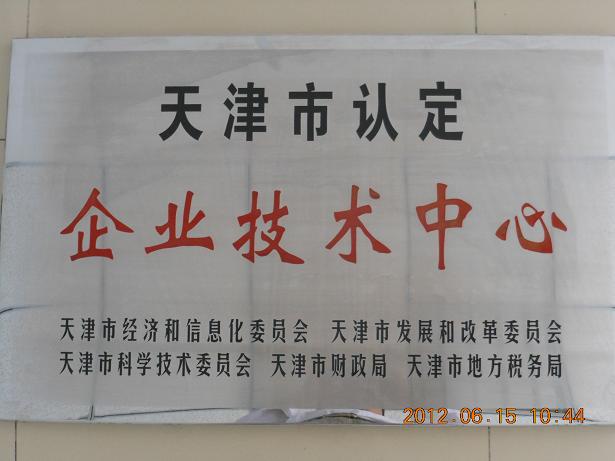 天津市认定
企业技术中心
天津市经济和信息化委员会 天津市发展和改革委员会
天津市科学技术委员会 天津市财政局 天津市地方税务局
2012.06.15 10:44